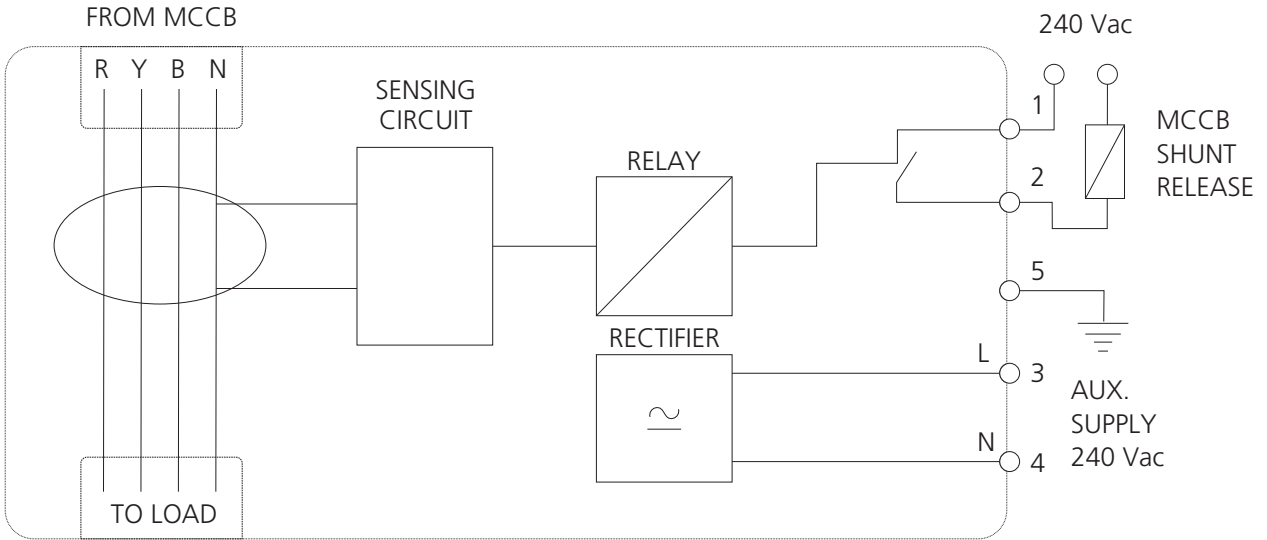 FROM MCCB
R Y B N
SENSING
CIRCUIT
RELAY
RECTIFIER
TO LOAD
240 Vac
1
2
MCCB
SHUNT
RELEASE
5
L
3
N
4
AUX.
SUPPLY
240 Vac